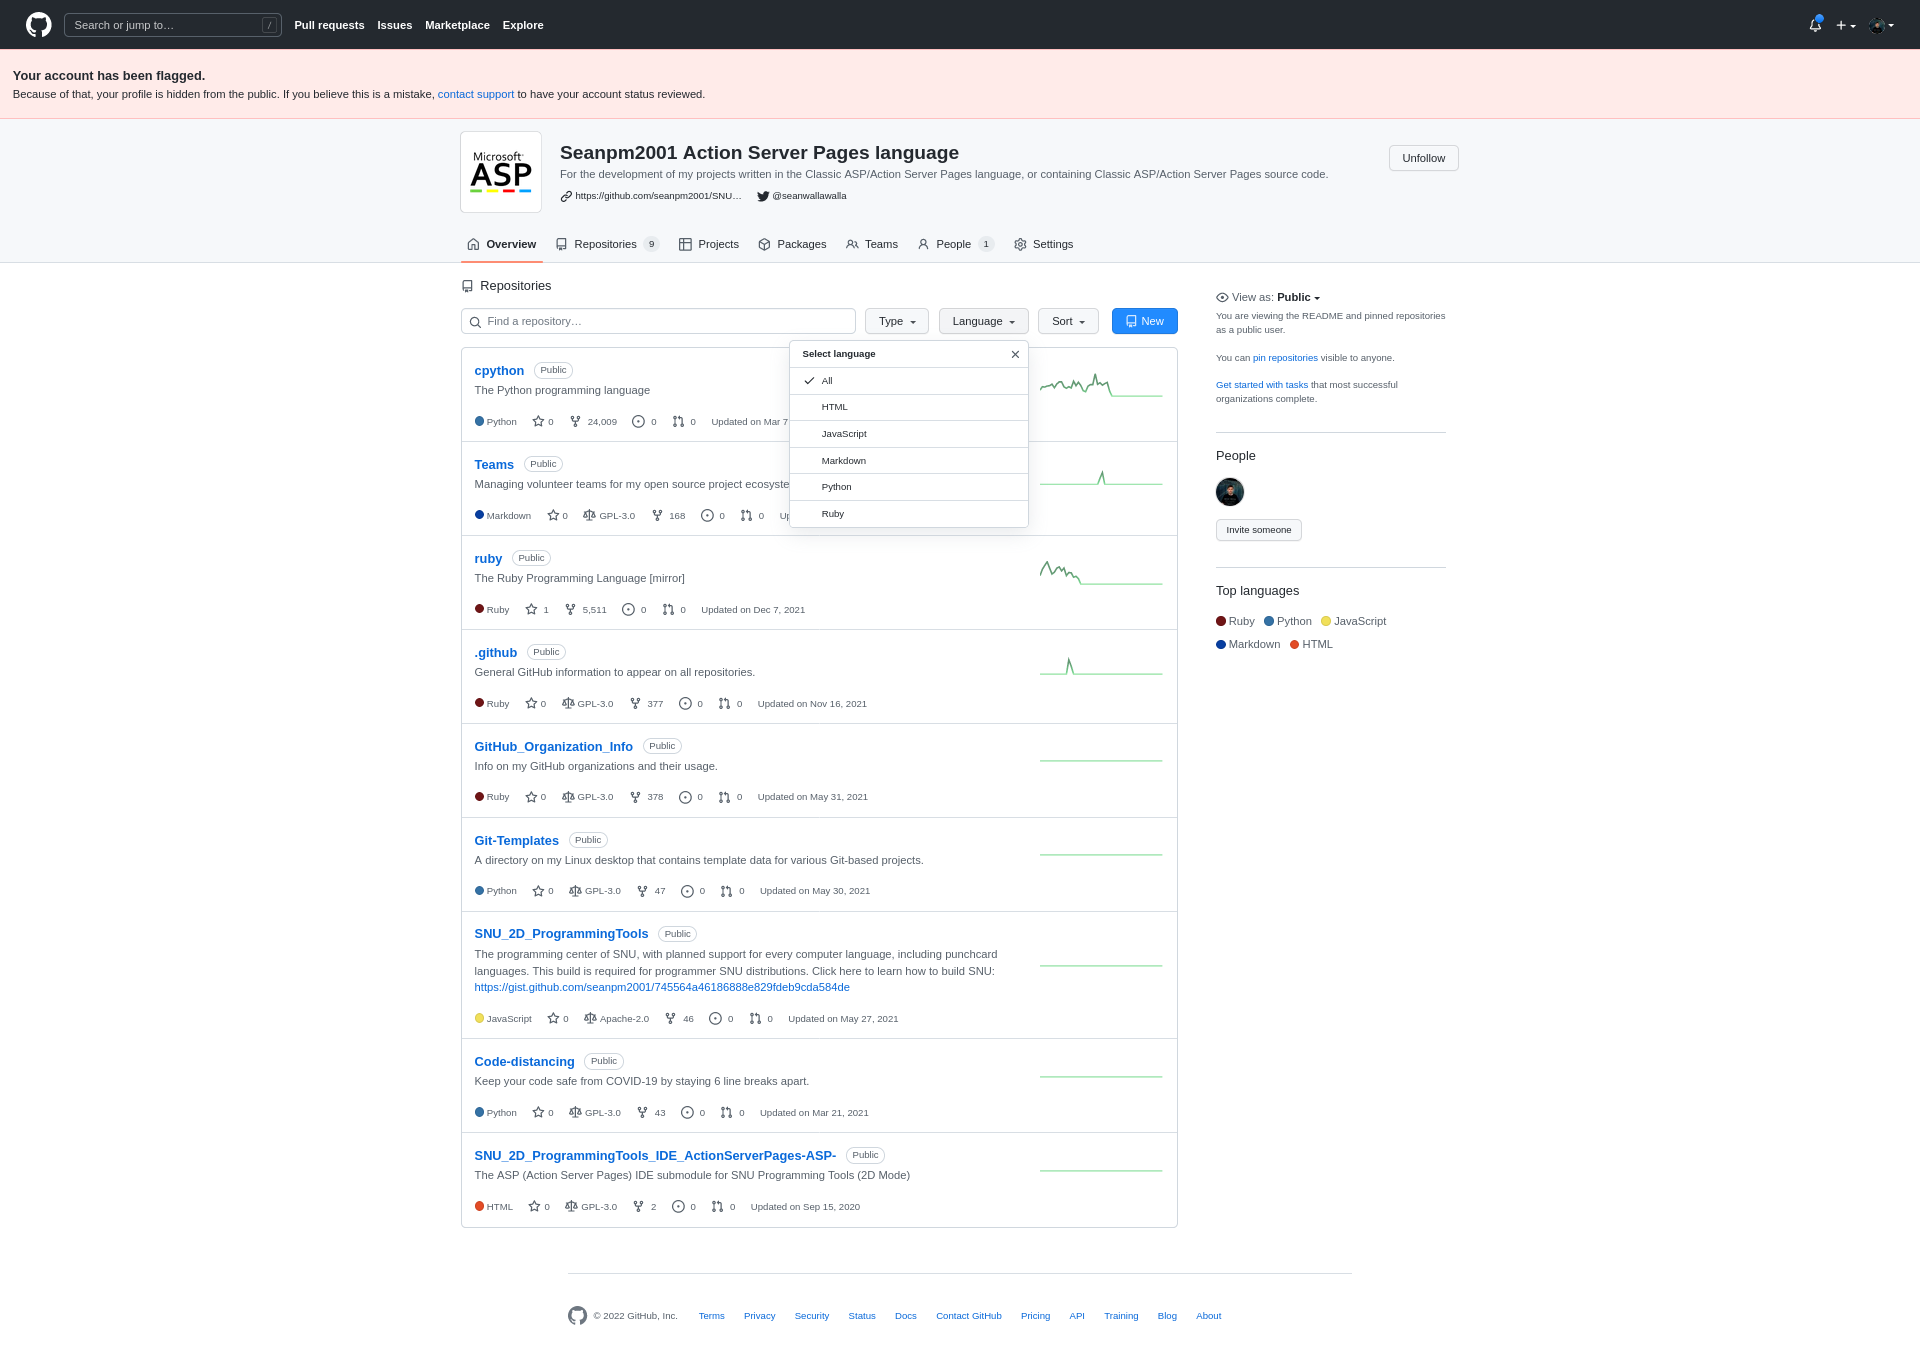 Search or jump to…
/
Pull requests
Issues
Marketplace
Explore
Your account has been flagged.
Because of that, your profile is hidden from the public. If you believe this is a mistake, contact support to have your account status reviewed.
Microsoft
ASP
Seanpm2001 Action Server Pages language
Unfollow
For the development of my projects written in the Classic ASP/Action Server Pages language, or containing Classic ASP/Action Server Pages source code.
https://github.com/seanpm2001/SNU… @seanwallawalla
Overview
Repositories 9
Projects
Packages
Teams
People 1
Settings
Repositories
Find a repository…
Type
Language
Sort
New
Select language
All
HTML
JavaScript
Markdown
Python
Ruby
cpython Public
The Python programming language
Python 0 24,009 0 0 Updated on Mar 7
Teams Public
Managing volunteer teams for my open source project ecosyste
Markdown 0 GPL-3.0 168 0 0 Up
ruby Public
The Ruby Programming Language [mirror]
Ruby 1 5,511 0 0 Updated on Dec 7, 2021
.github Public
General GitHub information to appear on all repositories.
Ruby 0 GPL-3.0 377 0 0 Updated on Nov 16, 2021
GitHub_Organization_Info Public
Info on my GitHub organizations and their usage.
Ruby 0 GPL-3.0 378 0 0 Updated on May 31, 2021
Git-Templates Public
A directory on my Linux desktop that contains template data for various Git-based projects.
Python 0 GPL-3.0 47 0 0 Updated on May 30, 2021
SNU_2D_ProgrammingTools Public
The programming center of SNU, with planned support for every computer language, including punchcard
languages. This build is required for programmer SNU distributions. Click here to learn how to build SNU:
https://gist.github.com/seanpm2001/745564a46186888e829fdeb9cda584de
JavaScript 0 Apache-2.0 46 0 0 Updated on May 27, 2021
Code-distancing Public
Keep your code safe from COVID-19 by staying 6 line breaks apart.
Python 0 GPL-3.0 43 0 0 Updated on Mar 21, 2021
SNU_2D_ProgrammingTools_IDE_ActionServerPages-ASP- Public
The ASP (Action Server Pages) IDE submodule for SNU Programming Tools (2D Mode)
HTML 0 GPL-3.0 2 0 0 Updated on Sep 15, 2020
View as: Public
You are viewing the README and pinned repositories
as a public user.
You can pin repositories visible to anyone.
Get started with tasks that most successful
organizations complete.
People
Invite someone
Top languages
Ruby Python JavaScript
Markdown HTML
© 2022 GitHub, Inc. Terms Privacy Security Status Docs Contact GitHub Pricing API Training Blog About